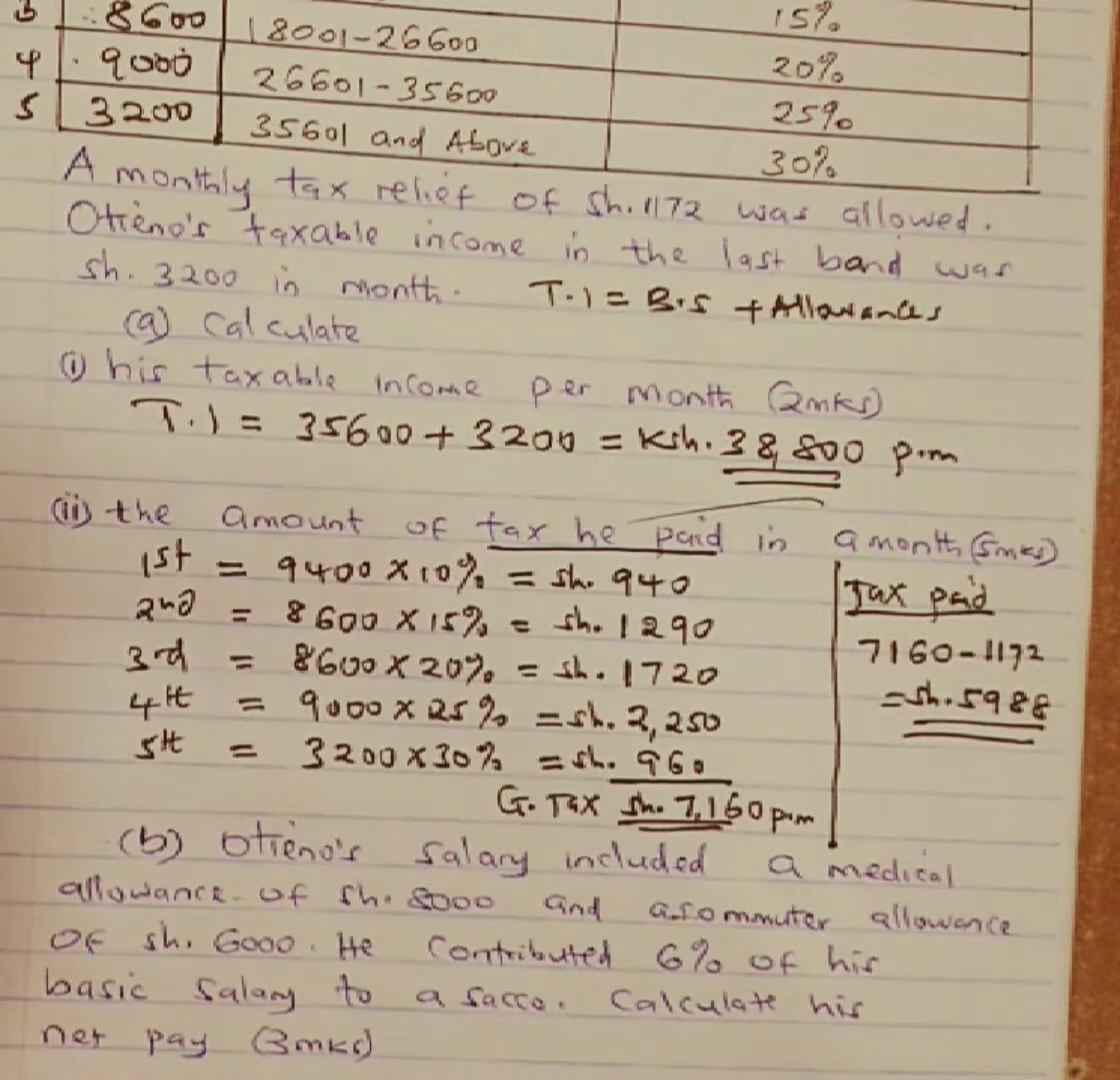 3 8600 18001-26600 15%
4 9000 26601-35600 20%
5 3200 35601 and Above 25%
30%
A monthly tax relief of sh.1172 was allowed.
Otieno's taxable income in the last band was
sh. 3200 in month. T.I = B.S + Allowances
(a) Calculate
(i) his taxable income per month (2mks)
T.I = 35600 + 3200 = Ksh. 38,800 p.m
(ii) the amount of tax he paid in a month (5mks)
1st = 9400 x 10% = sh. 940
2nd = 8600 x 15% = sh. 1290
3rd = 8600 x 20% = sh. 1720
4th = 9000 x 25% = sh. 2,250
5th = 3200 x 30% = sh. 960
G. Tax sh. 7,160 p.m
Tax paid
7160-1172
= sh. 5988
(b) Otieno's salary included a medical
allowance of sh. 8000 and a commuter allowance
of sh. 6000. He contributed 6% of his
basic salary to a sacco. Calculate his
net pay (3mks)